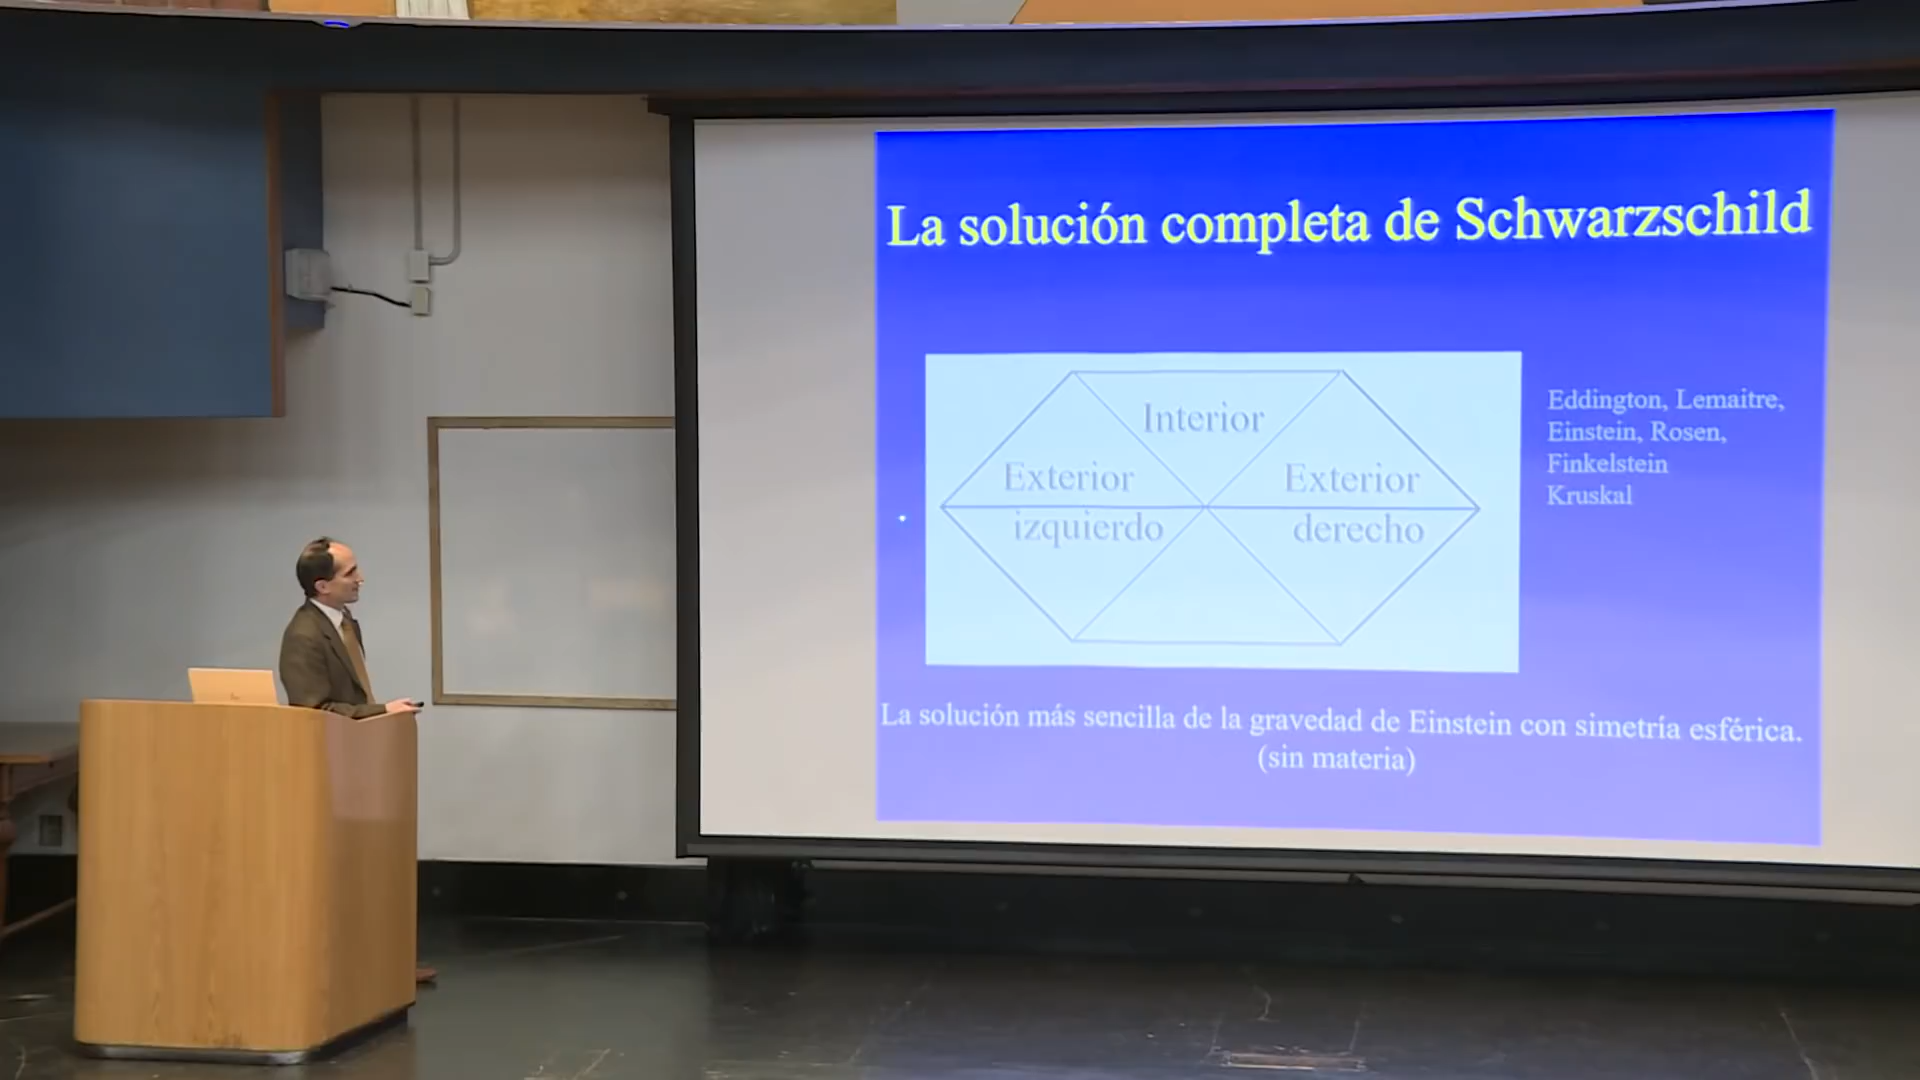 La solución completa de Schwarzschild
Interior
Exterior
izquierdo
Exterior
derecho
Eddington, Lemaitre,
Einstein, Rosen,
Finkelstein
Kruskal
La solución más sencilla de la gravedad de Einstein con simetría esférica.
(sin materia)